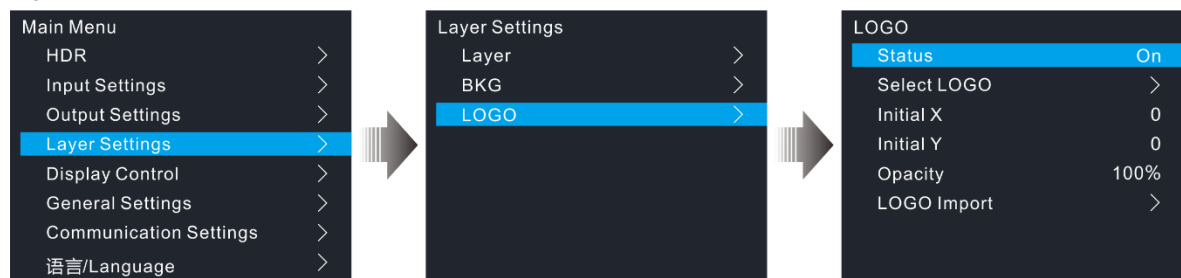 Main Menu
HDR
Input Settings
Output Settings
Layer Settings
Display Control
General Settings
Communication Settings
语言/Language
Layer Settings
Layer
BKG
LOGO
LOGO
Status On
Select LOGO
Initial X 0
Initial Y 0
Opacity 100%
LOGO Import